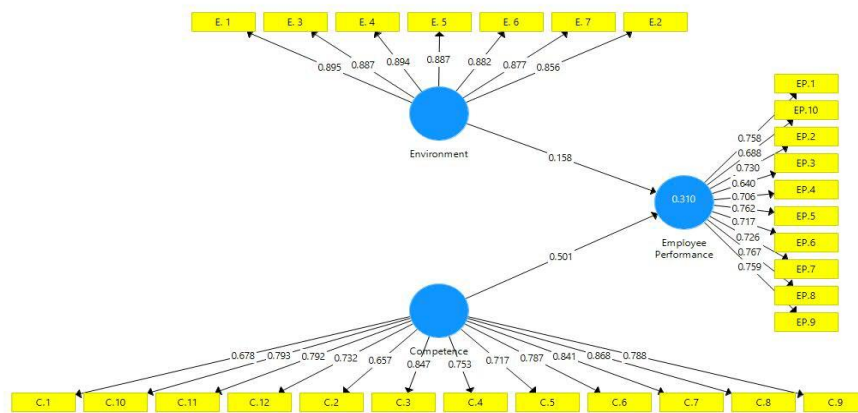 E. 1
E. 3
E. 4
E. 5
E. 6
E. 7
E.2
0.895
0.887
0.894
0.887
0.882
0.877
0.856
Environment
0.158
EP.1
EP.10
EP.2
EP.3
EP.4
EP.5
EP.6
EP.7
EP.8
EP.9
0.758
0.688
0.730
0.640
0.706
0.762
0.717
0.726
0.767
0.759
0.310
Employee
Performance
0.501
Competence
0.678
0.793
0.792
0.732
0.657
0.847
0.753
0.717
0.787
0.841
0.868
0.788
C.1
C.10
C.11
C.12
C.2
C.3
C.4
C.5
C.6
C.7
C.8
C.9